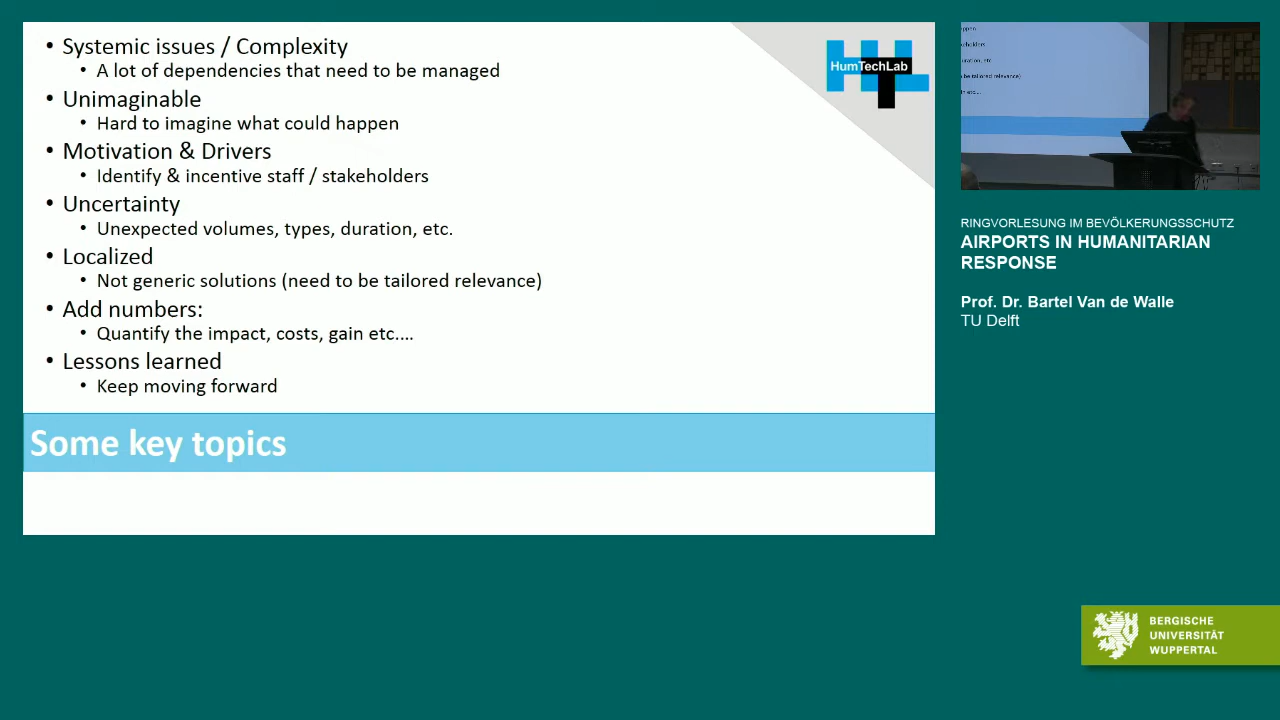 • Systemic issues / Complexity
• A lot of dependencies that need to be managed
• Unimaginable
• Hard to imagine what could happen
• Motivation & Drivers
• Identify & incentive staff / stakeholders
• Uncertainty
• Unexpected volumes, types, duration, etc.
• Localized
• Not generic solutions (need to be tailored relevance)
• Add numbers:
• Quantify the impact, costs, gain etc....
• Lessons learned
• Keep moving forward
Some key topics
HumTechLab
RINGVORLESUNG IM BEVÖLKERUNGSSCHUTZ
AIRPORTS IN HUMANITARIAN
RESPONSE
Prof. Dr. Bartel Van de Walle
TU Delft
BERGISCHE
UNIVERSITÄT
WUPPERTAL